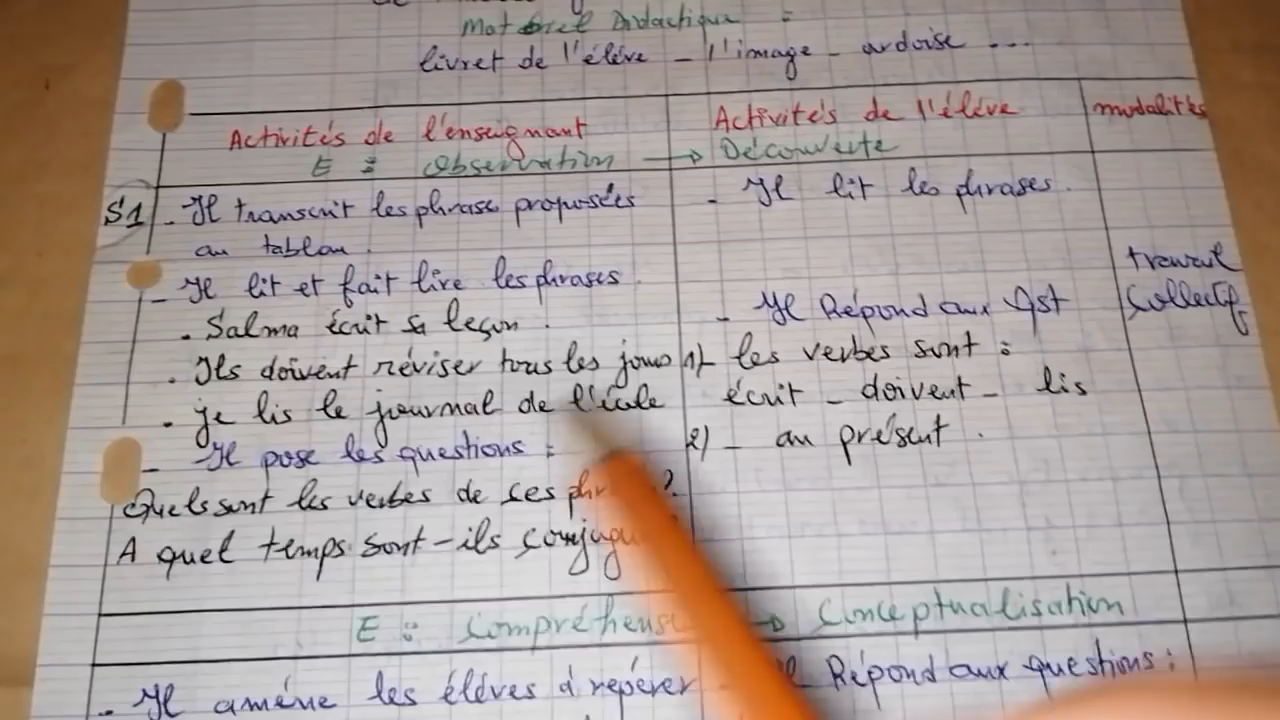 Matériel Didactique :
livret de l'élève - l'image - ardoise ...
Activités de l'enseignant
Activités de l'élève
modalités
E : Observation → Découverte
S1
- Il transcrit les phrases proposées
au tableau.
- Il lit et fait lire les phrases
. Salma écrit sa leçon.
. Ils doivent réviser tous les jours
. je lis le journal de l'école
- Il pose les questions :
Quels sont les verbes de ces ?
A quel temps sont-ils
- Il lit les phrases.
- Il Répond aux Qst
1)- les verbes sont :
écrit - doivent - lis
2)- au présent.
travail
collectif
E : → Conceptualisation
. Il améne les éléves à repérer
Il Répond aux questions :